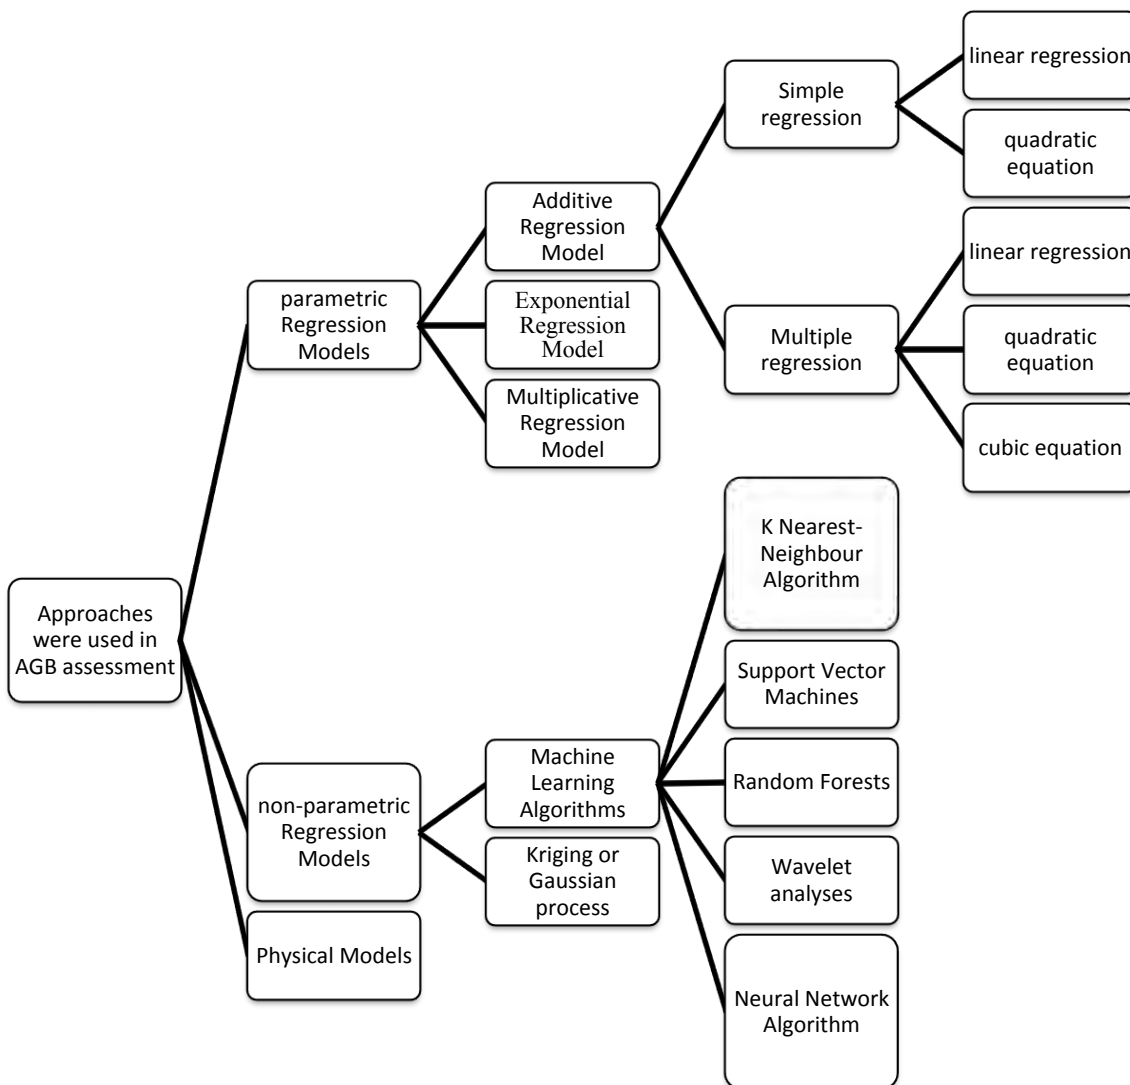 linear regression
Simple
regression
quadratic
equation
Additive
Regression
Model
linear regression
parametric
Regression
Models
Exponential
Regression
Model
Multiple
regression
quadratic
equation
Multiplicative
Regression
Model
cubic equation
K Nearest-
Neighbour
Algorithm
Approaches
were used in
AGB assessment
Support Vector
Machines
Machine
Learning
Algorithms
Random Forests
non-parametric
Regression
Models
Kriging or
Gaussian
process
Wavelet
analyses
Physical Models
Neural Network
Algorithm